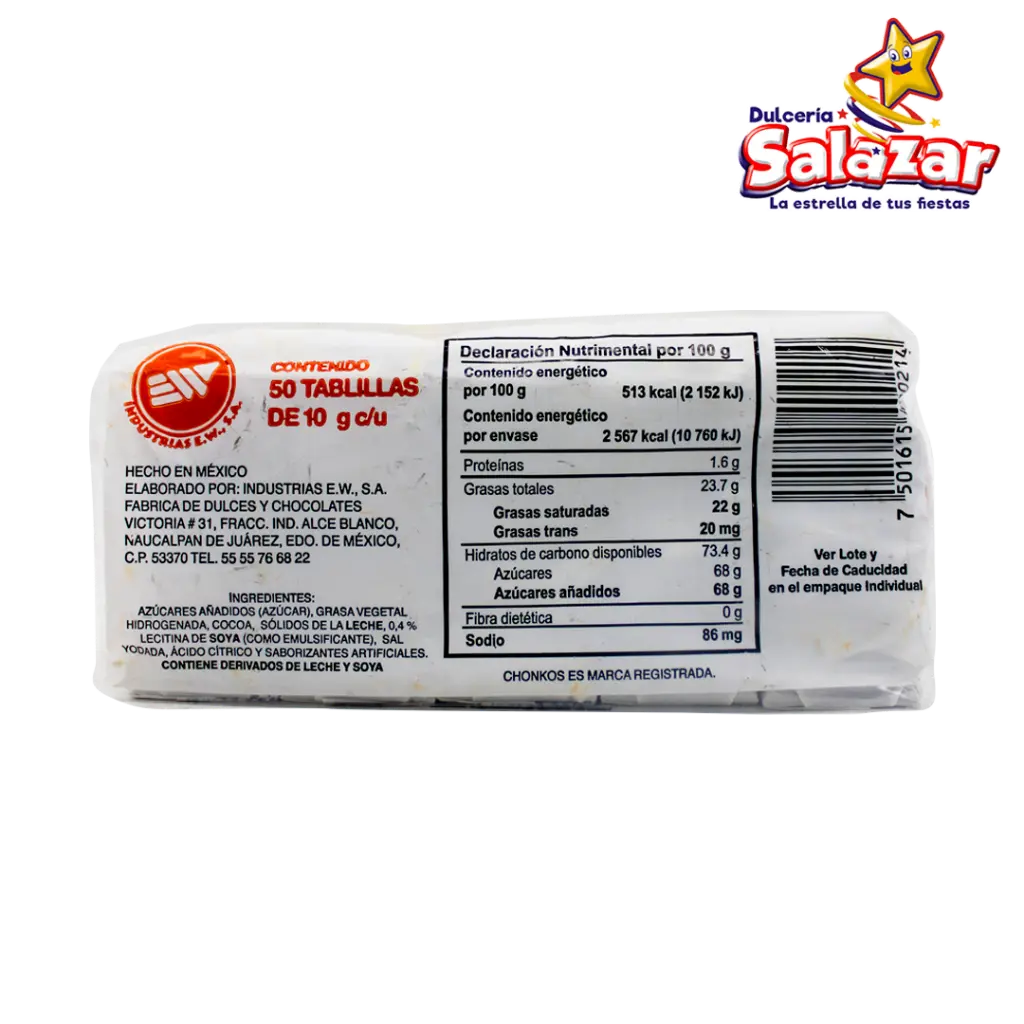 Dulcería
Salazar
La estrella de tus fiestas
EW
INDUSTRIAS E.W., S.A.
CONTENIDO
50 TABLILLAS
DE 10 g c/u
HECHO EN MÉXICO
ELABORADO POR: INDUSTRIAS E.W., S.A.
FABRICA DE DULCES Y CHOCOLATES
VICTORIA # 31, FRACC. IND. ALCE BLANCO,
NAUCALPAN DE JUÁREZ, EDO. DE MÉXICO,
C.P. 53370 TEL. 55 55 76 68 22
INGREDIENTES:
AZÚCARES AÑADIDOS (AZÚCAR), GRASA VEGETAL
HIDROGENADA, COCOA, SÓLIDOS DE LA LECHE, 0,4 %
LECITINA DE SOYA (COMO EMULSIFICANTE), SAL
YODADA, ÁCIDO CÍTRICO Y SABORIZANTES ARTIFICIALES.
CONTIENE DERIVADOS DE LECHE Y SOYA
Declaración Nutrimental por 100 g
Contenido energético
por 100 g 513 kcal (2 152 kJ)
Contenido energético
por envase 2 567 kcal (10 760 kJ)
Proteínas 1.6 g
Grasas totales 23.7 g
Grasas saturadas 22 g
Grasas trans 20 mg
Hidratos de carbono disponibles 73.4 g
Azúcares 68 g
Azúcares añadidos 68 g
Fibra dietética 0 g
Sodio 86 mg
CHONKOS ES MARCA REGISTRADA.
7 501615 0214
Ver Lote y
Fecha de Caducidad
en el empaque Individual